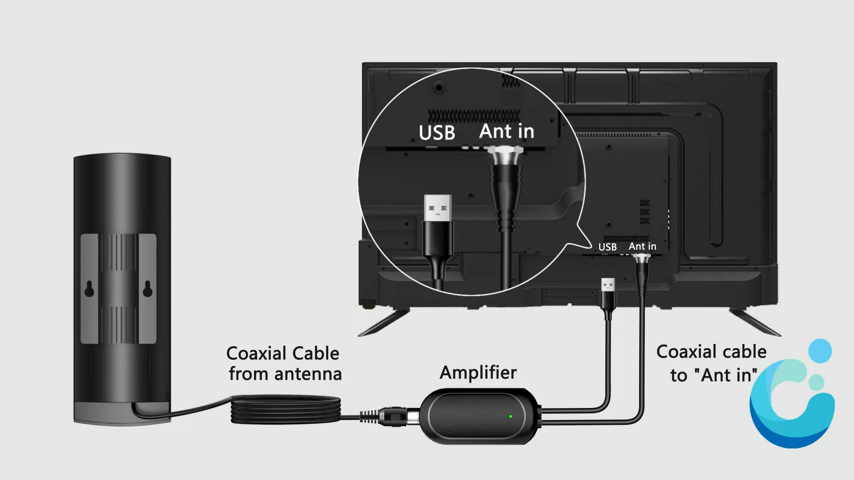 USB Ant in
USB Ant in
Coaxial Cable
from antenna
Amplifier
Coaxial cable
to "Ant in"